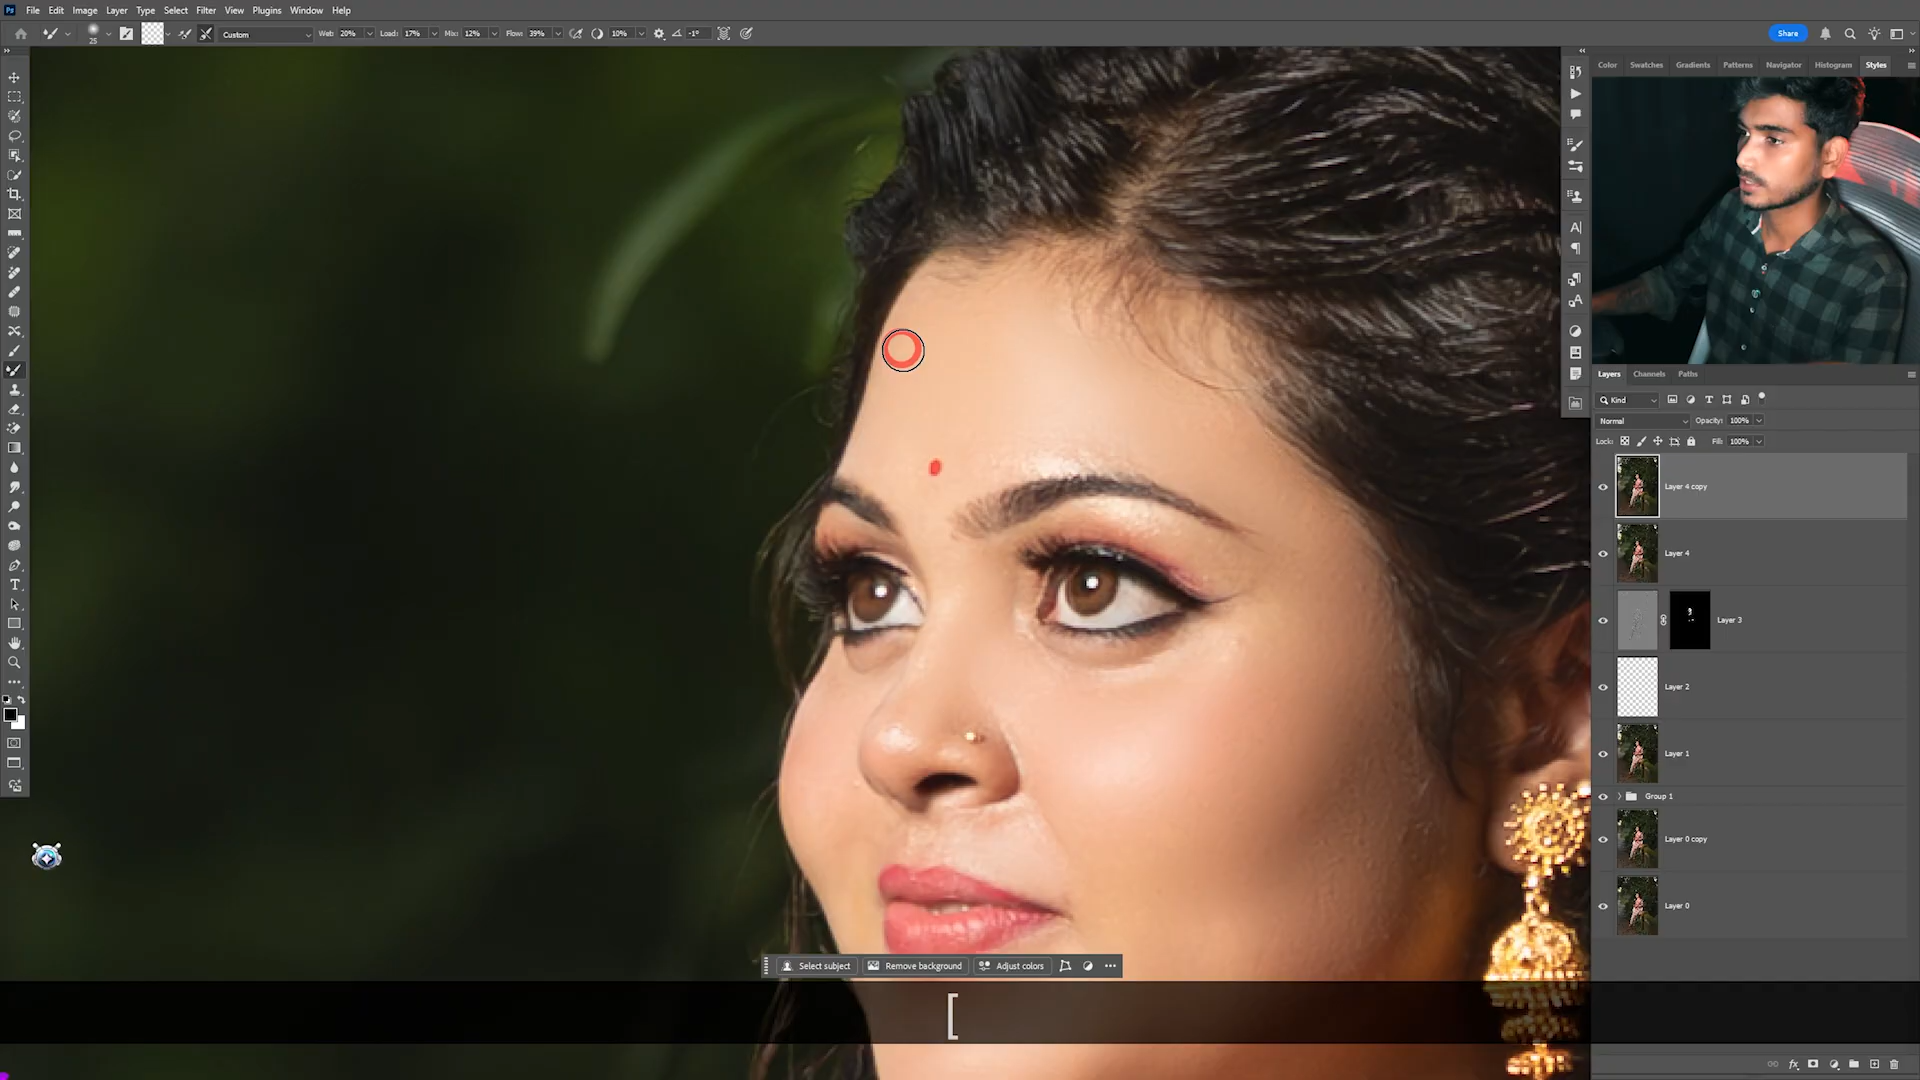 Ps File Edit Image Layer Type Select Filter View Plugins Window Help
25 Custom Wet: 20% Load: 17% Mix: 12% Flow: 39% 10% -1° Share
Color Swatches Gradients Patterns Navigator Histogram Styles
Layers Channels Paths
Kind
Normal Opacity: 100%
Lock: Fill: 100%
Layer 4 copy
Layer 4
Layer 3
Layer 2
Layer 1
Group 1
Layer 0 copy
Layer 0
Select subject Remove background Adjust colors
[